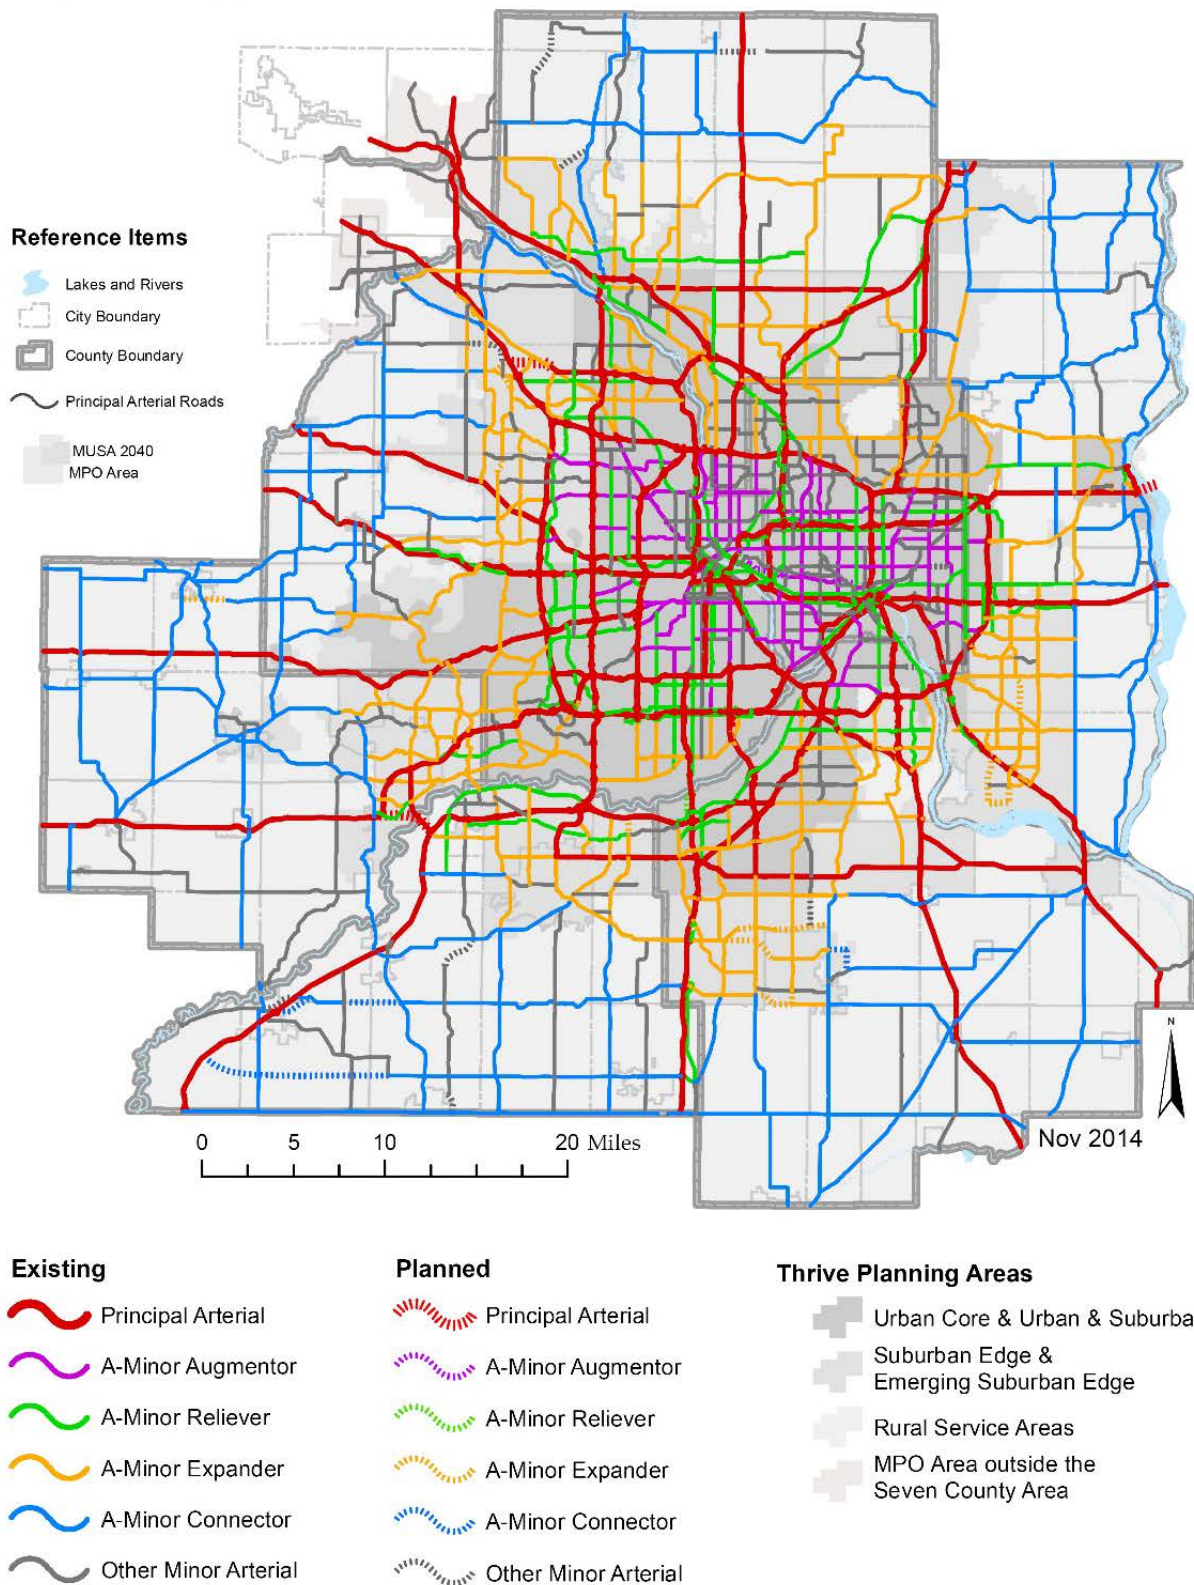 Reference Items
Lakes and Rivers
City Boundary
County Boundary
Principal Arterial Roads
MUSA 2040
MPO Area
N
Nov 2014
0 5 10 20 Miles
Existing
Principal Arterial
A-Minor Augmentor
A-Minor Reliever
A-Minor Expander
A-Minor Connector
Other Minor Arterial
Planned
Principal Arterial
A-Minor Augmentor
A-Minor Reliever
A-Minor Expander
A-Minor Connector
Other Minor Arterial
Thrive Planning Areas
Urban Core & Urban & Suburba
Suburban Edge &
Emerging Suburban Edge
Rural Service Areas
MPO Area outside the
Seven County Area